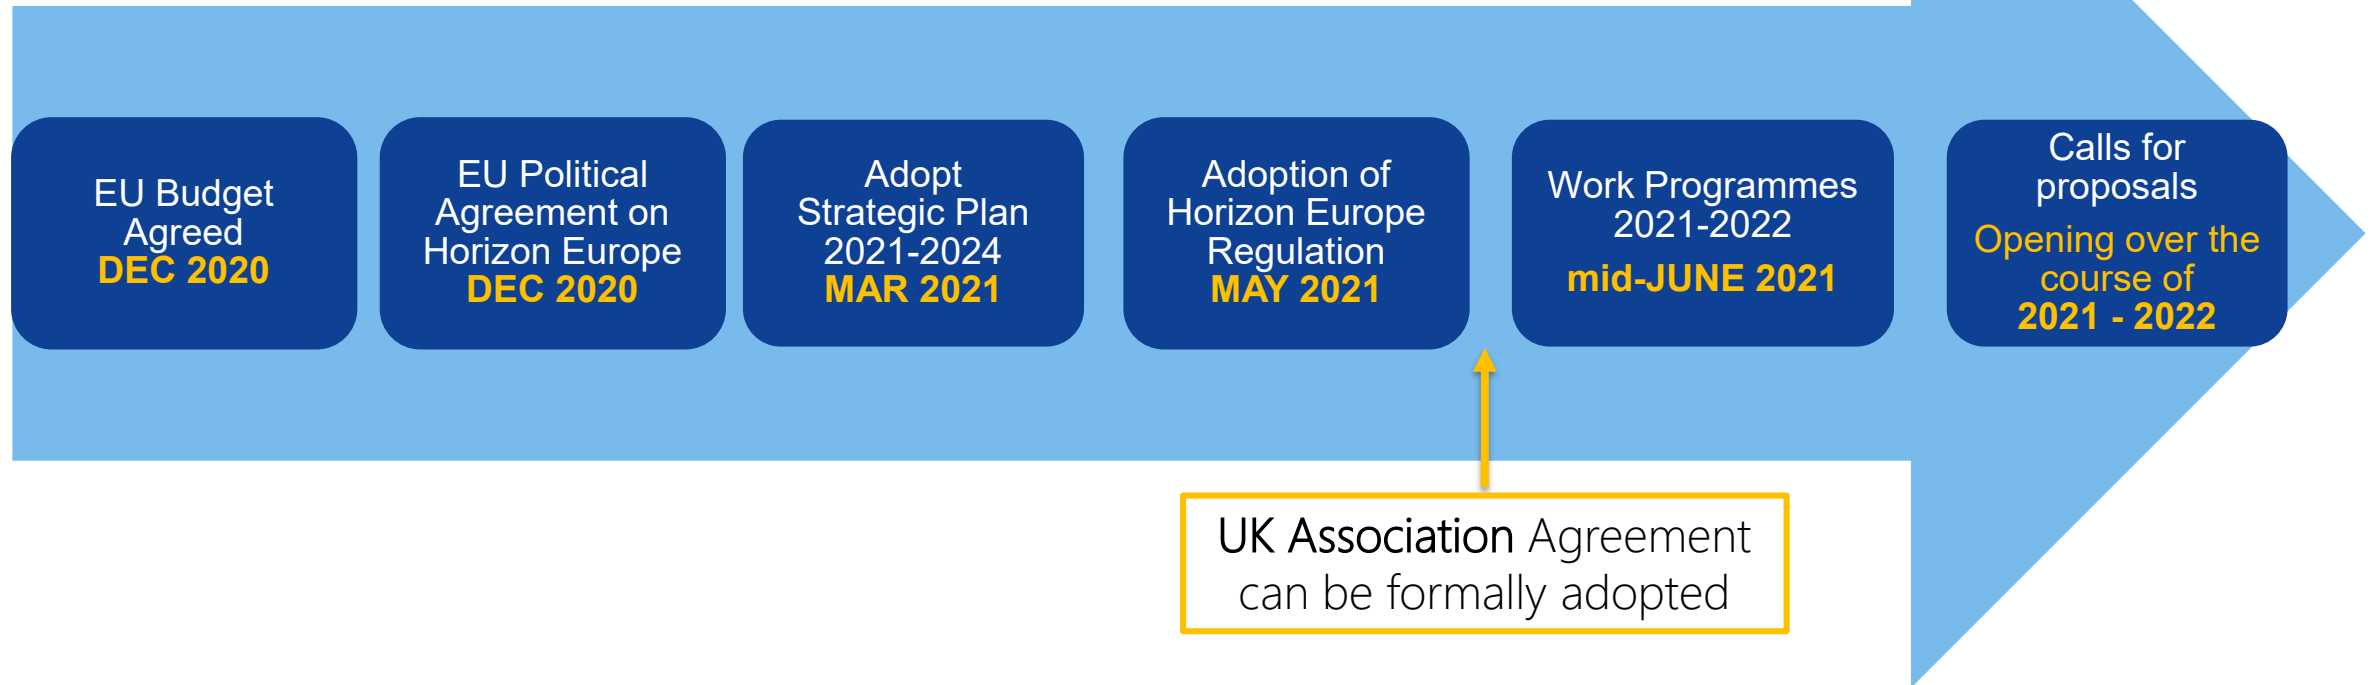 EU Budget
Agreed
DEC 2020
EU Political
Agreement on
Horizon Europe
DEC 2020
Adopt
Strategic Plan
2021-2024
MAR 2021
Adoption of
Horizon Europe
Regulation
MAY 2021
Work Programmes
2021-2022
mid-JUNE 2021
Calls for
proposals
Opening over the
course of
2021 - 2022
UK Association Agreement
can be formally adopted